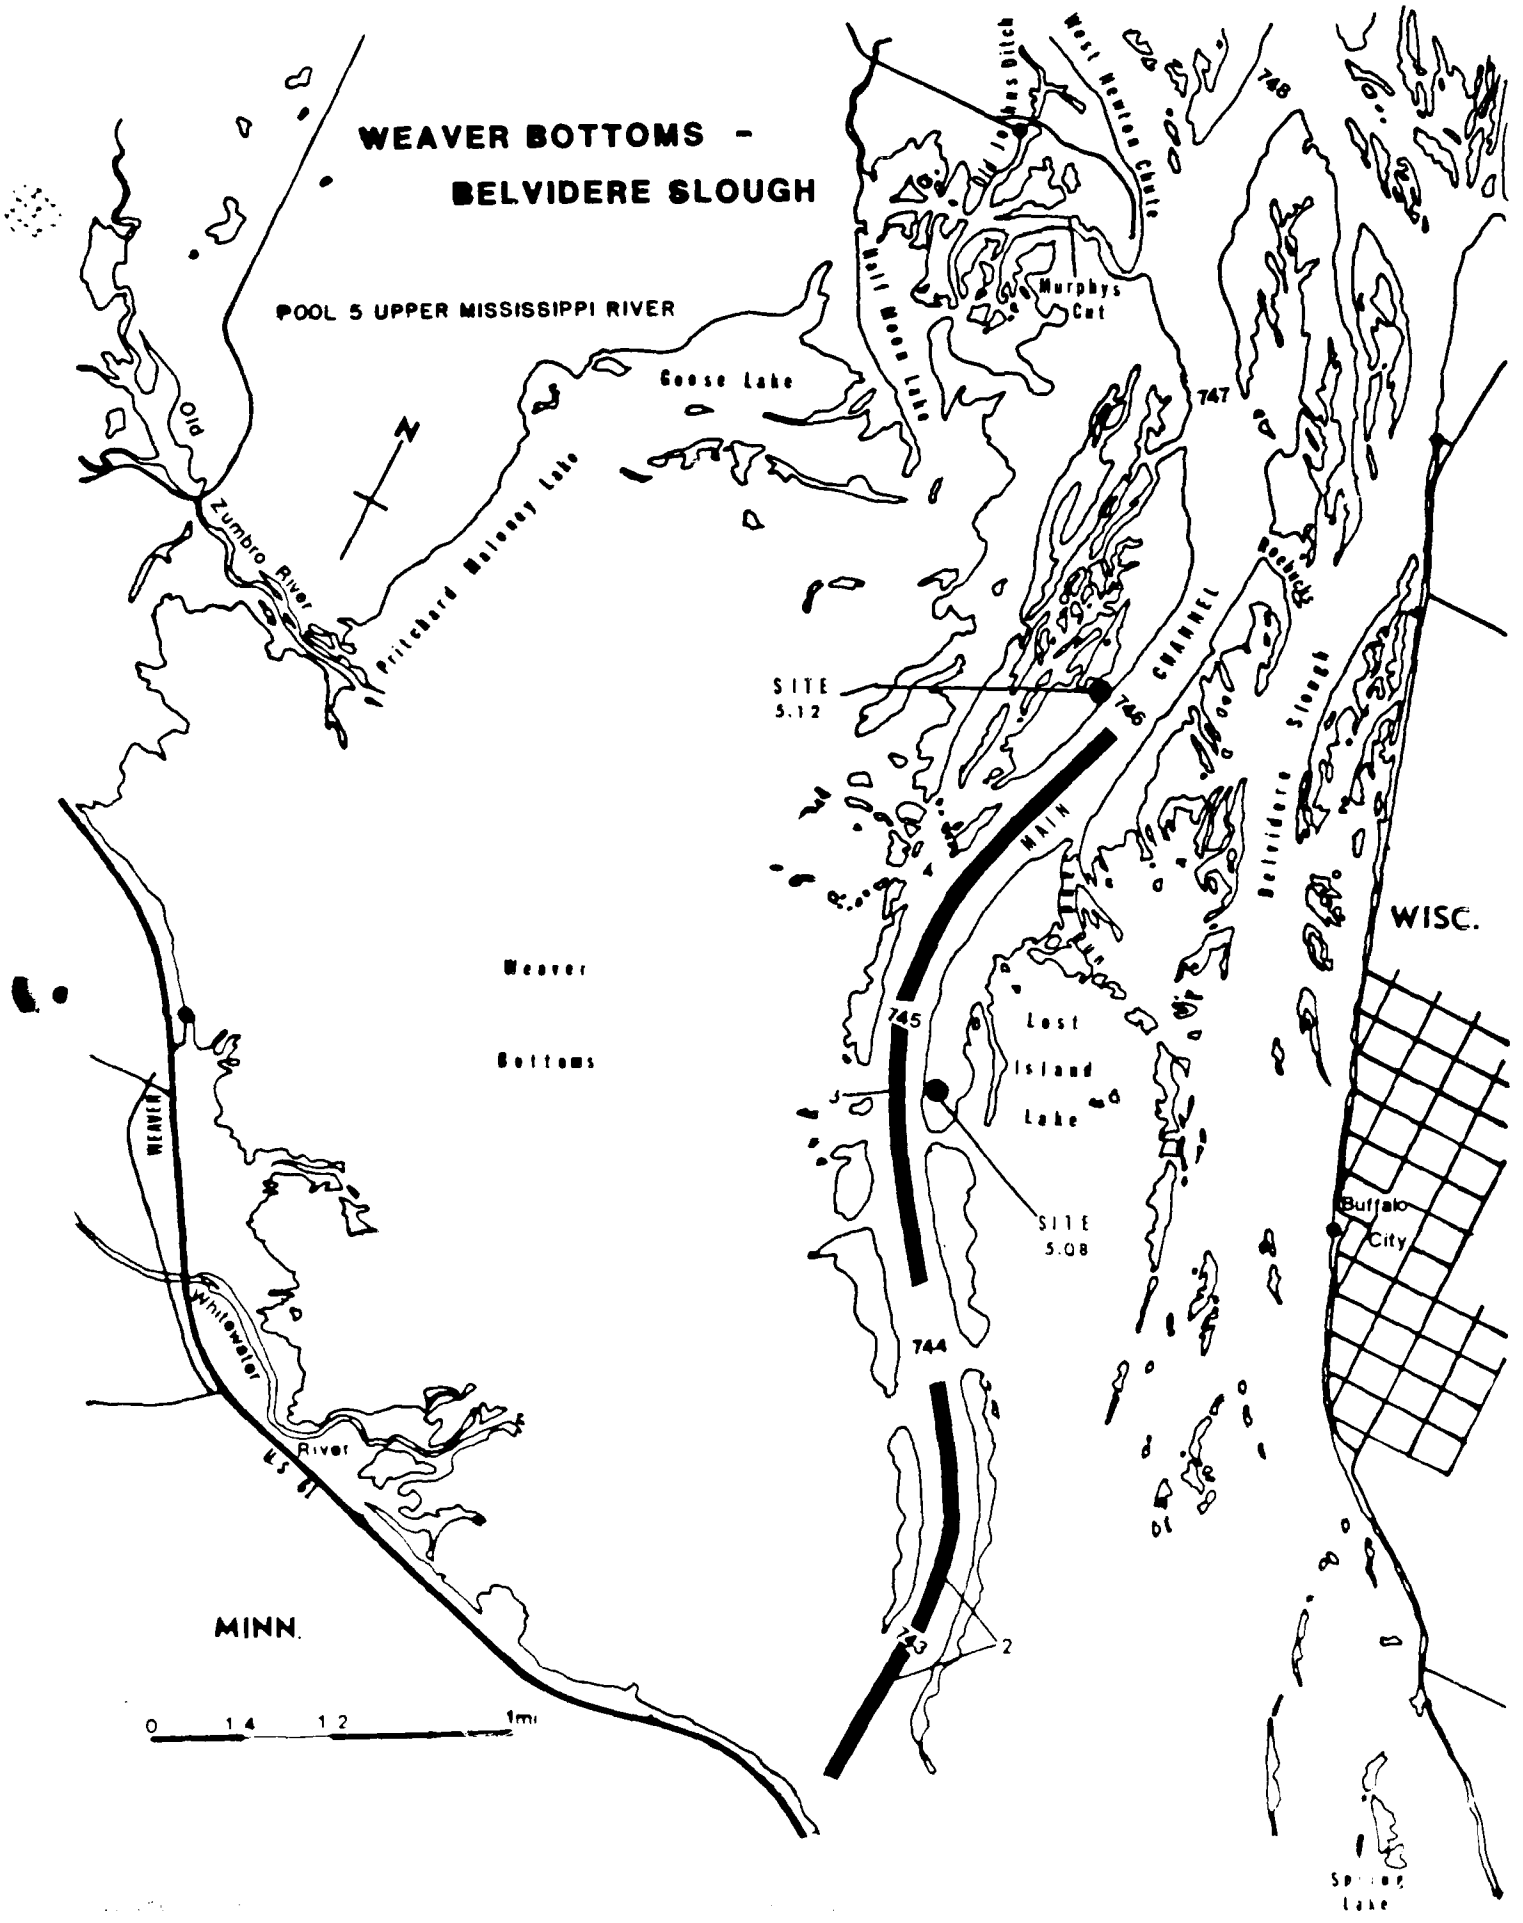 WEAVER BOTTOMS -
BELVIDERE SLOUGH
POOL 5 UPPER MISSISSIPPI RIVER
West Newton Chute
748
Half Moon Lake
Murphys
Cut
Goose Lake
747
Old
Zumbro River
N
Pritchard Maloney Lake
Roebucks
CHANNEL
MAIN
SITE
5.12
746
Belvidere Slough
4
WISC.
Weaver
Bottoms
745
Lost
Island
Lake
3
WEAVER
SITE
5.08
Buffalo
City
Whitewater
River
744
U.S. 61
MINN.
743
2
0 1 4 1 2 1mi
Spring
Lake